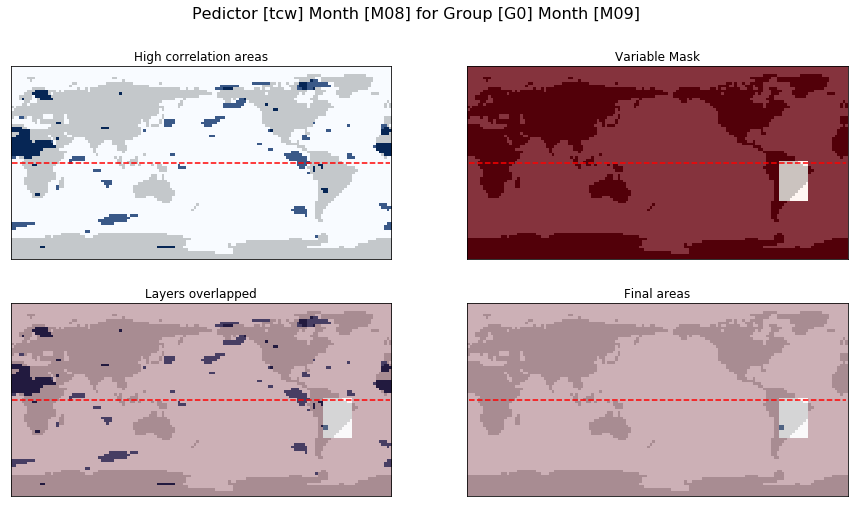 Pedictor [tcw] Month [M08] for Group [G0] Month [M09]
High correlation areas
Variable Mask
Layers overlapped
Final areas